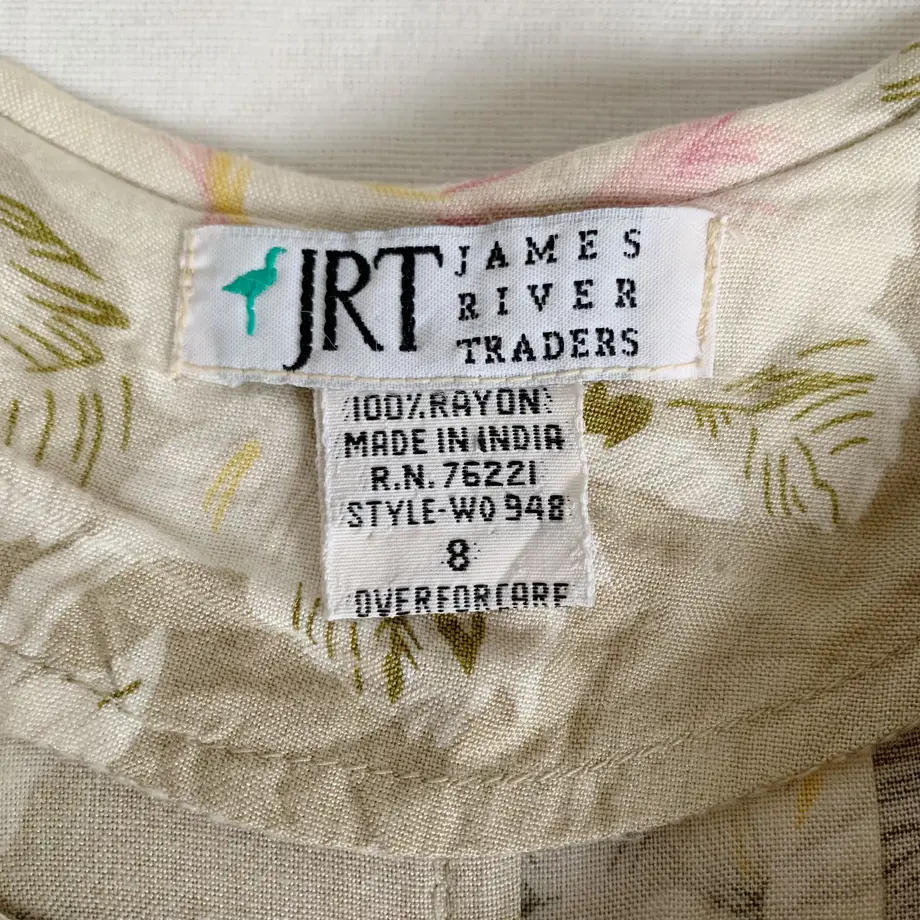 JRT
JAMES
RIVER
TRADERS
100% RAYON
MADE IN INDIA
R.N. 76221
STYLE-WO 948
8
OVER FOR CARE